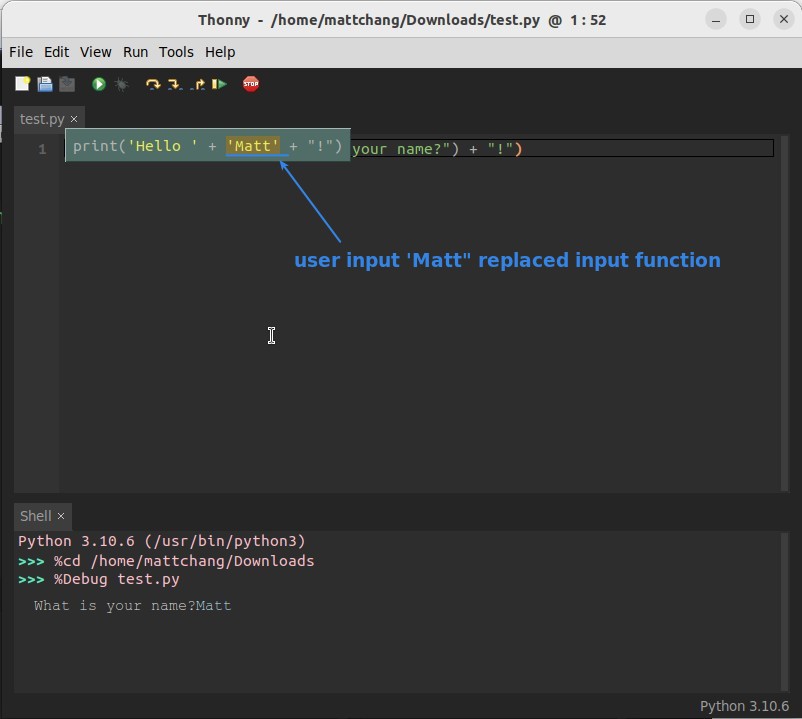 Thonny - /home/mattchang/Downloads/test.py @ 1 : 52
File Edit View Run Tools Help
STOP
test.py ×
1 print('Hello ' + 'Matt' + "!") your name?") + "!")
user input 'Matt" replaced input function
Shell ×
Python 3.10.6 (/usr/bin/python3)
>>> %cd /home/mattchang/Downloads
>>> %Debug test.py
What is your name?Matt
Python 3.10.6